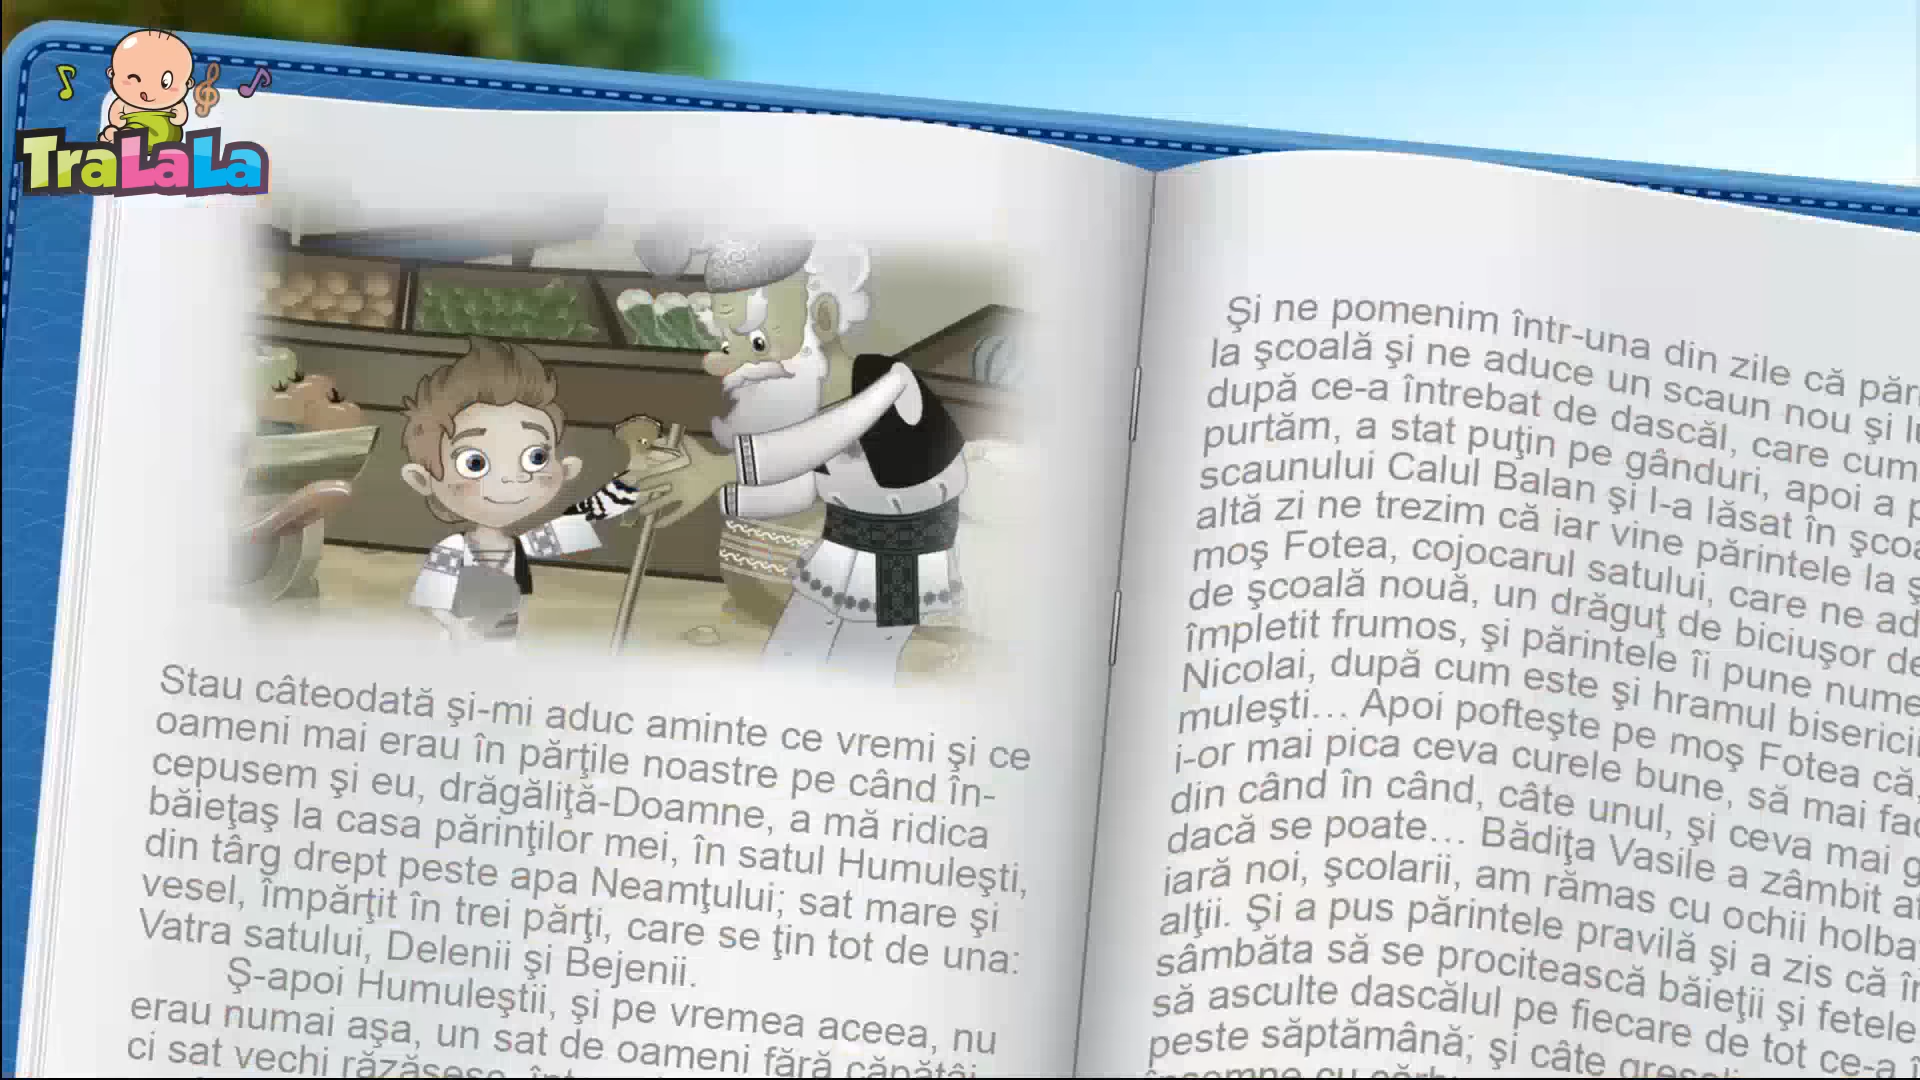 TraLaLa
Stau câteodată şi-mi aduc aminte ce vremi şi ce
oameni mai erau în părţile noastre pe când în-
cepusem şi eu, drăgăliţă-Doamne, a mă ridica
băieţaş la casa părinţilor mei, în satul Humuleşti,
din târg drept peste apa Neamţului; sat mare şi
vesel, împărţit în trei părţi, care se ţin tot de una:
Vatra satului, Delenii şi Bejenii.
Ş-apoi Humuleştii, şi pe vremea aceea, nu
erau numai aşa, un sat de oameni fără căpătâi
ci sat vechi răzăşesc
Şi ne pomenim într-una din zile că
la şcoală şi ne aduce un scaun nou şi
după ce-a întrebat de dascăl, care cum
purtăm, a stat puţin pe gânduri, apoi a
scaunului Calul Balan şi l-a lăsat în
altă zi ne trezim că iar vine părintele la
moş Fotea, cojocarul satului, care ne
de şcoală nouă, un drăguţ de biciuşor
împletit frumos, şi părintele îi pune
Nicolai, după cum este şi hramul
muleşti... Apoi pofteşte pe moş Fotea că,
i-or mai pica ceva curele bune, să mai
din când în când, câte unul, şi ceva mai
dacă se poate... Bădiţa Vasile a zâmbit
iară noi, şcolarii, am rămas cu ochii
alţii. Şi a pus părintele pravilă şi a zis că
sâmbăta să se procitească băieţii şi fetele
să asculte dascălul pe fiecare de tot ce-a
peste săptămână; şi câte